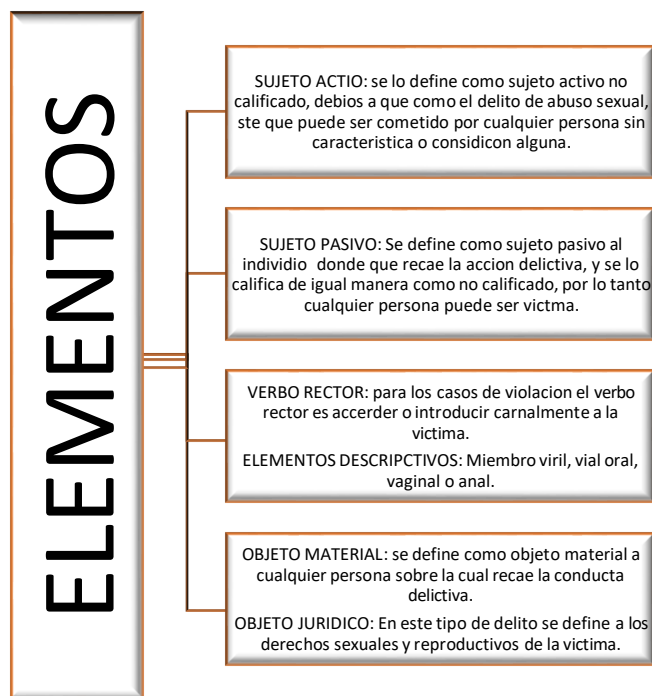 ELEMENTOS
SUJETO ACTIO: se lo define como sujeto activo no
calificado, debios a que como el delito de abuso sexual,
ste que puede ser cometido por cualquier persona sin
caracteristica o considicon alguna.
SUJETO PASIVO: Se define como sujeto pasivo al
individio donde que recae la accion delictiva, y se lo
califica de igual manera como no calificado, por lo tanto
cualquier persona puede ser victma.
VERBO RECTOR: para los casos de violacion el verbo
rector es accerder o introducir carnalmente a la
victima.
ELEMENTOS DESCRIPCTIVOS: Miembro viril, vial oral,
vaginal o anal.
OBJETO MATERIAL: se define como objeto material a
cualquier persona sobre la cual recae la conducta
delictiva.
OBJETO JURIDICO: En este tipo de delito se define a los
derechos sexuales y reproductivos de la victima.